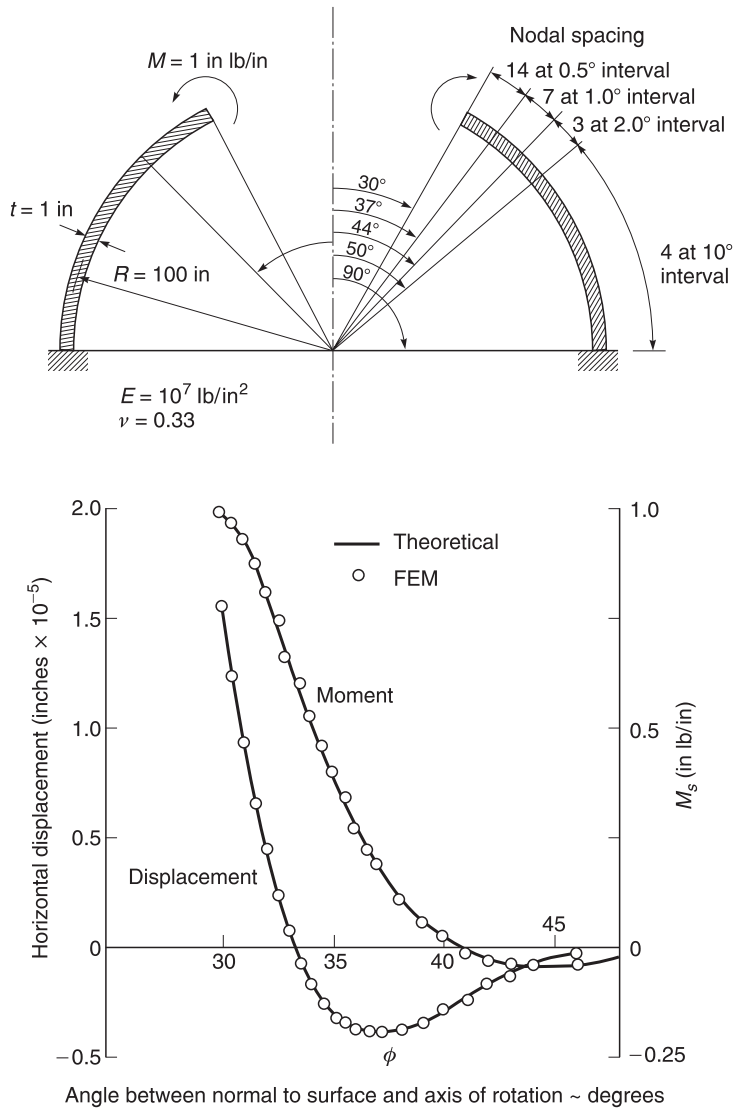 Nodal spacing
M = 1 in lb/in
14 at 0.5° interval
7 at 1.0° interval
3 at 2.0° interval
30°
37°
44°
50°
90°
t = 1 in
R = 100 in
4 at 10°
interval
E = 10⁷ lb/in²
ν = 0.33
2.0
1.5
1.0
0.5
0
−0.5
Horizontal displacement (inches × 10⁻⁵)
Theoretical
FEM
Moment
Displacement
30
35
40
45
1.0
0.5
0
−0.25
Mₛ (in lb/in)
ϕ
Angle between normal to surface and axis of rotation ~ degrees